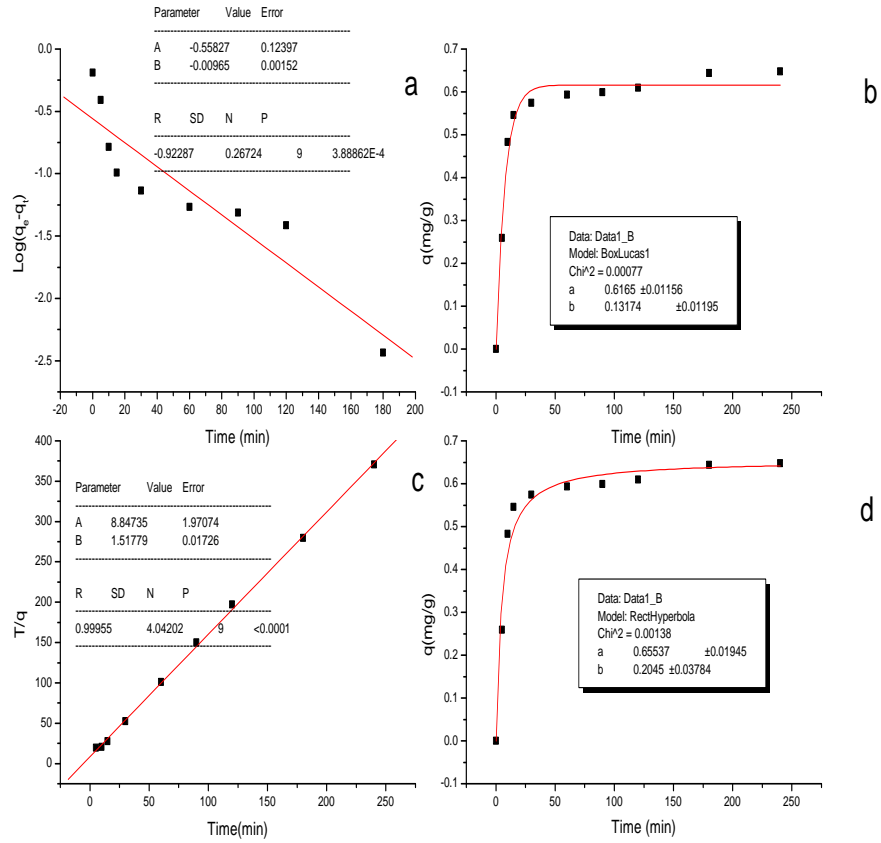 Parameter Value Error
A -0.55827 0.12397
B -0.00965 0.00152
R SD N P
-0.92287 0.26724 9 3.88862E-4
a
0.0
-0.5
-1.0
-1.5
-2.0
-2.5
Log(qe-qt)
-20 0 20 40 60 80 100 120 140 160 180 200
Time (min)
b
0.7
0.6
0.5
0.4
0.3
0.2
0.1
0.0
-0.1
q(mg/g)
Data: Data1_B
Model: BoxLucas1
Chi^2 = 0.00077
a 0.6165 ±0.01156
b 0.13174 ±0.01195
0 50 100 150 200 250
Time (min)
c
400
350
300
250
200
150
100
50
0
T/q
Parameter Value Error
A 8.84735 1.97074
B 1.51779 0.01726
R SD N P
0.99955 4.04202 9 <0.0001
0 50 100 150 200 250
Time(min)
d
0.7
0.6
0.5
0.4
0.3
0.2
0.1
0.0
-0.1
q(mg/g)
Data: Data1_B
Model: RectHyperbola
Chi^2 = 0.00138
a 0.65537 ±0.01945
b 0.2045 ±0.03784
0 50 100 150 200 250
Time (min)